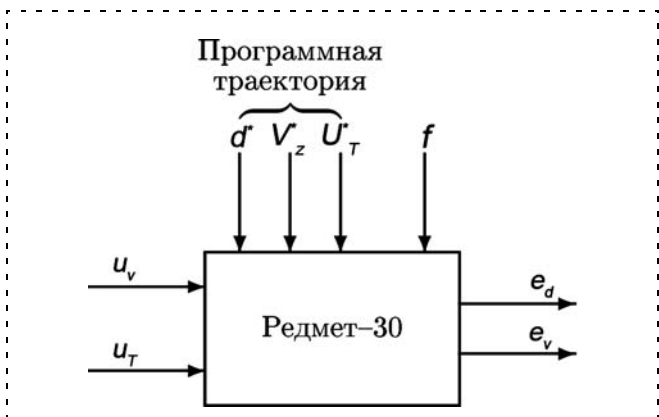 Программная
траектория
d* V*z U*T f
uv
uT
Редмет–30
ed
ev